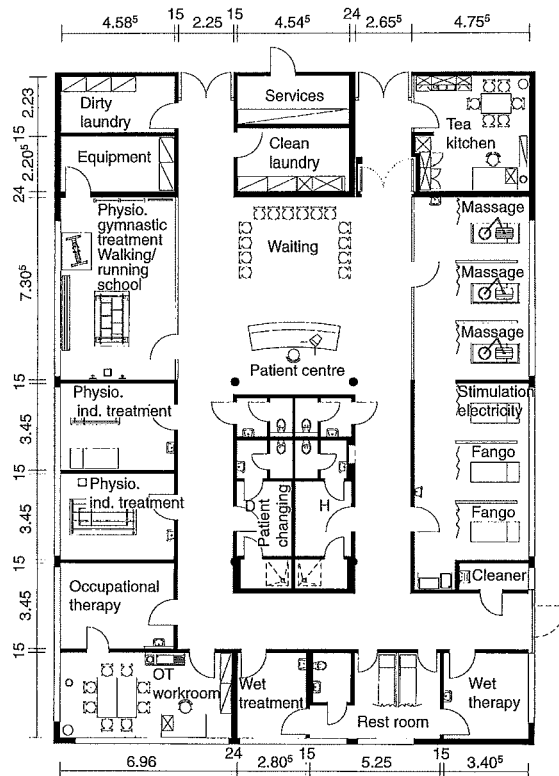 15 15 24
4.58⁵ 2.25 4.54⁵ 2.65⁵ 4.75⁵
2.23
15
2.20⁵
24
7.30⁵
15
3.45
15
3.45
15
3.45
15
Dirty
laundry
Services
Tea
kitchen
Equipment
Clean
laundry
Physio.
gymnastic
treatment
Walking/
running
school
Waiting
Massage
Massage
Massage
Patient centre
Physio.
ind. treatment
Stimulation
electricity
Fango
Physio.
ind. treatment
D
Patient
changing
H
Fango
Occupational
therapy
Cleaner
OT
workroom
Wet
treatment
Rest room
Wet
therapy
24 15 15
6.96 2.80⁵ 5.25 3.40⁵